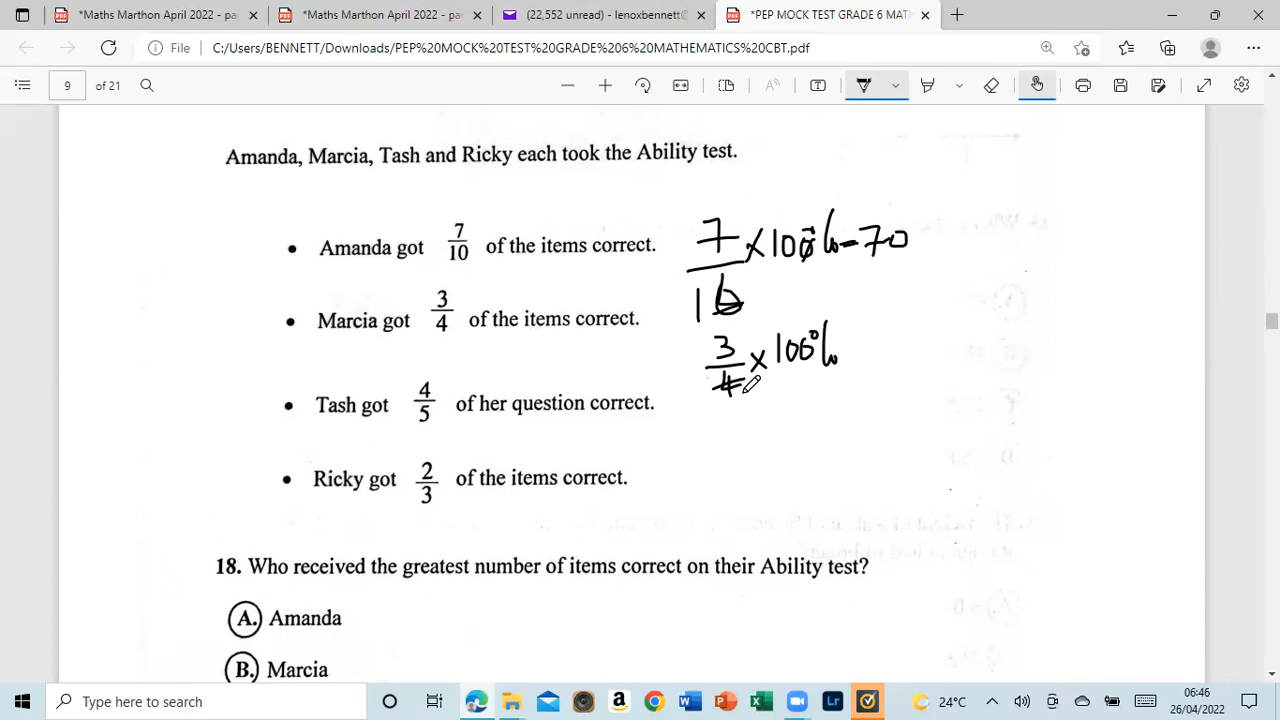 *Maths Martom April 2022 - Pap
*Maths Martom April 2022 - Pap
(22,552 unread) - lenoxbennett@
*PEP MOCK TEST GRADE 6 MATH
File C:/Users/BENNETT/Downloads/PEP%20MOCK%20TEST%20GRADE%206%20MATHEMATICS%20CBT.pdf
9 of 21
Amanda, Marcia, Tash and Ricky each took the Ability test.
• Amanda got 7/10 of the items correct.
7/10 × 100% = 70
• Marcia got 3/4 of the items correct.
3/4 × 100%
• Tash got 4/5 of her question correct.
• Ricky got 2/3 of the items correct.
18. Who received the greatest number of items correct on their Ability test?
A. Amanda
B. Marcia
Type here to search
24°C
06:46
26/04/2022